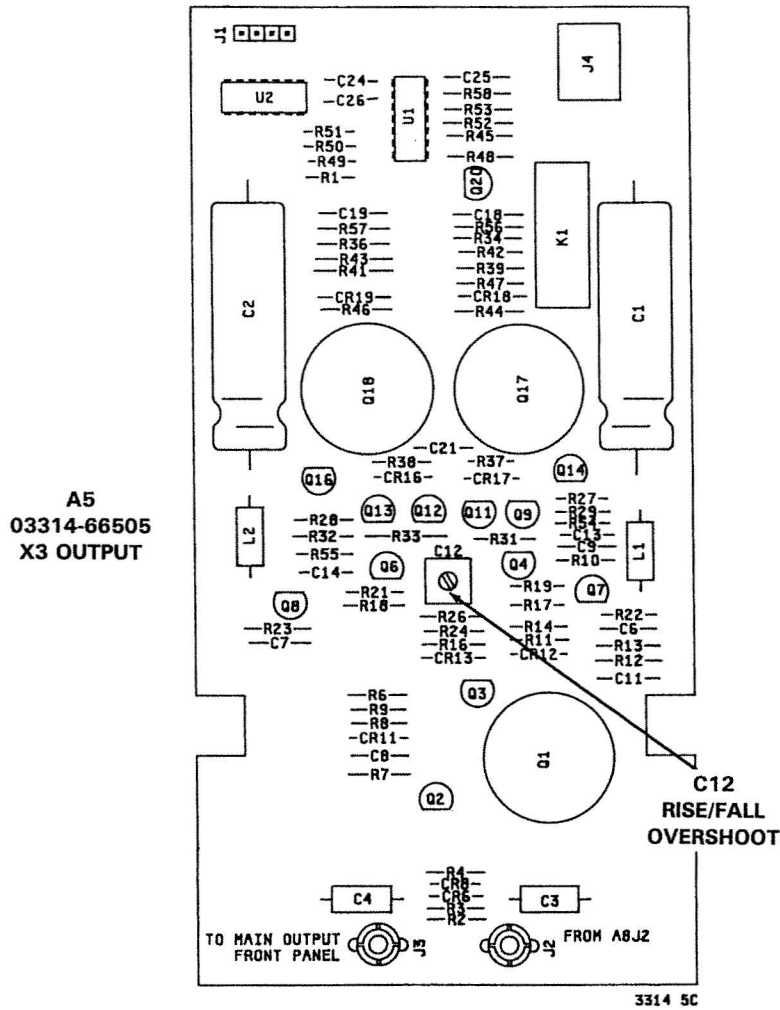 J1
J4
U2
C24
C26
U1
C25
R58
R53
R52
R45
R48
R51
R50
R49
R1
Q20
K1
C19
R57
R36
R43
R41
C18
R56
R34
R42
R39
R47
CR18
R44
CR19
R46
C2
C1
Q18
Q17
C21
R38
R37
CR16
CR17
Q14
Q16
A5
03314-66505
X3 OUTPUT
Q13
Q12
Q11
Q9
R27
R29
R54
C13
C9
R10
L2
L1
R28
R32
R55
C14
R33
R31
C12
Q6
Q4
Q7
R21
R18
R19
R17
Q8
R23
C7
R26
R24
R16
CR13
R14
R11
CR12
R22
C6
R13
R12
C11
Q3
R6
R9
R8
CR11
C8
R7
Q1
Q2
C12
RISE/FALL
OVERSHOOT
R4
CR8
CR6
R3
R2
C4
C3
TO MAIN OUTPUT
FRONT PANEL
J3
J2
FROM A8J2
3314 5C